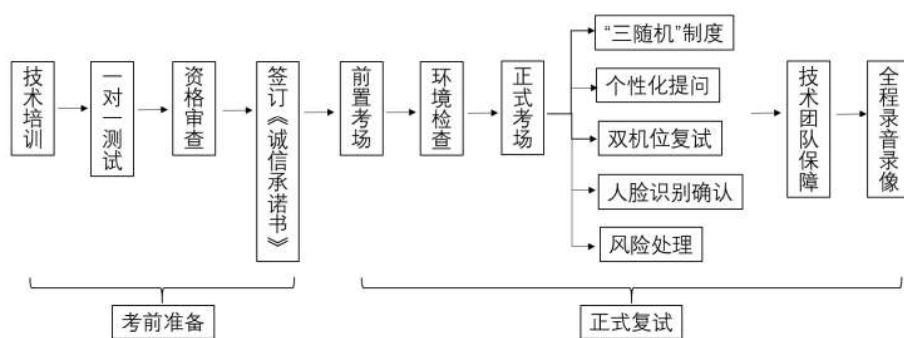 技术培训
一对一测试
资格审查
签订《诚信承诺书》
前置考场
环境检查
正式考场
“三随机”制度
个性化提问
双机位复试
人脸识别确认
风险处理
技术团队保障
全程录音录像
考前准备
正式复试